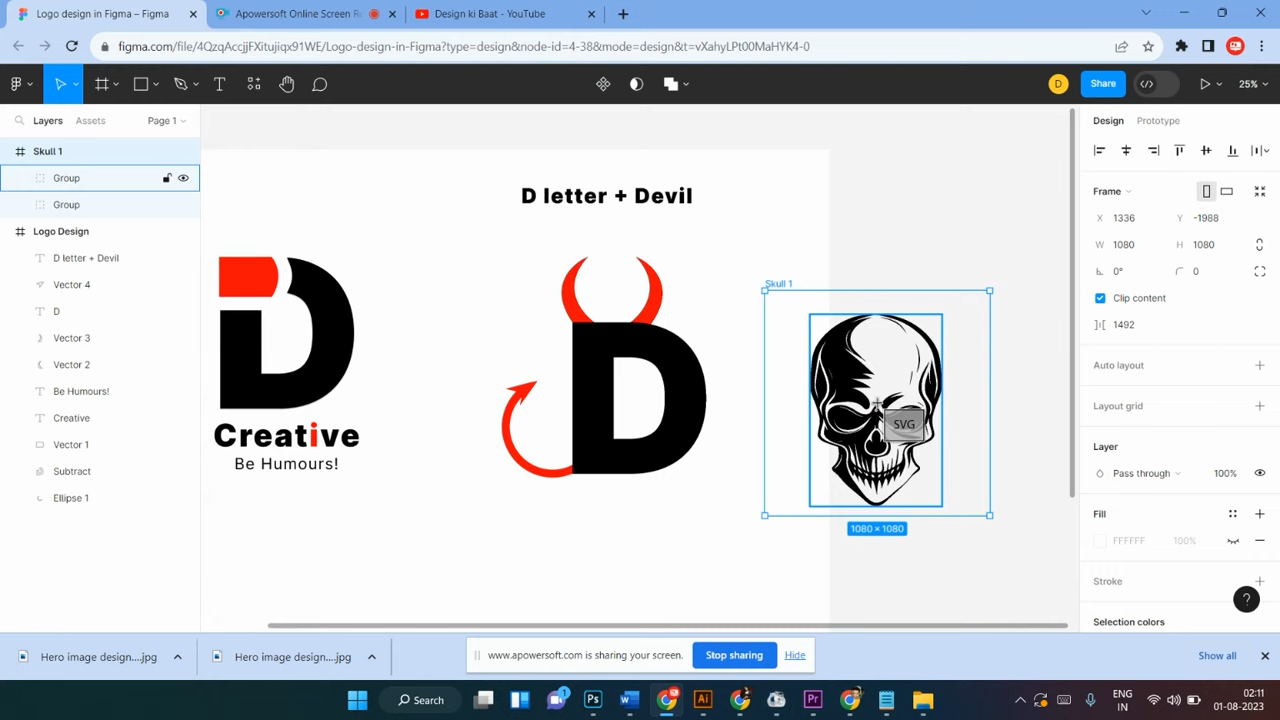 Logo design in Figma – Figma
Apowersoft Online Screen Re
Design ki Baat - YouTube
figma.com/file/4QzqAccjjFXitujiqx91WE/Logo-design-in-Figma?type=design&node-id=4-38&mode=design&t=vXahyLPt00MaHYK4-0
D
Share
25%
Layers
Assets
Page 1
Design
Prototype
Skull 1
Group
Group
Logo Design
D letter + Devil
Vector 4
D
Vector 3
Vector 2
Be Humours!
Creative
Vector 1
Subtract
Ellipse 1
D letter + Devil
D
Creative
Be Humours!
D
Skull 1
SVG
1080 × 1080
Frame
X 1336 Y -1988
W 1080 H 1080
0° 0
Clip content
1492
Auto layout
Layout grid
Layer
Pass through 100%
Fill
FFFFFF 100%
Stroke
?
Selection colors
Hero image design....jpg
Hero image design....jpg
www.apowersoft.com is sharing your screen.
Stop sharing
Hide
Show all
Search
1
Ps
Ai
Pr
ENG
IN
02:11
01-08-2023